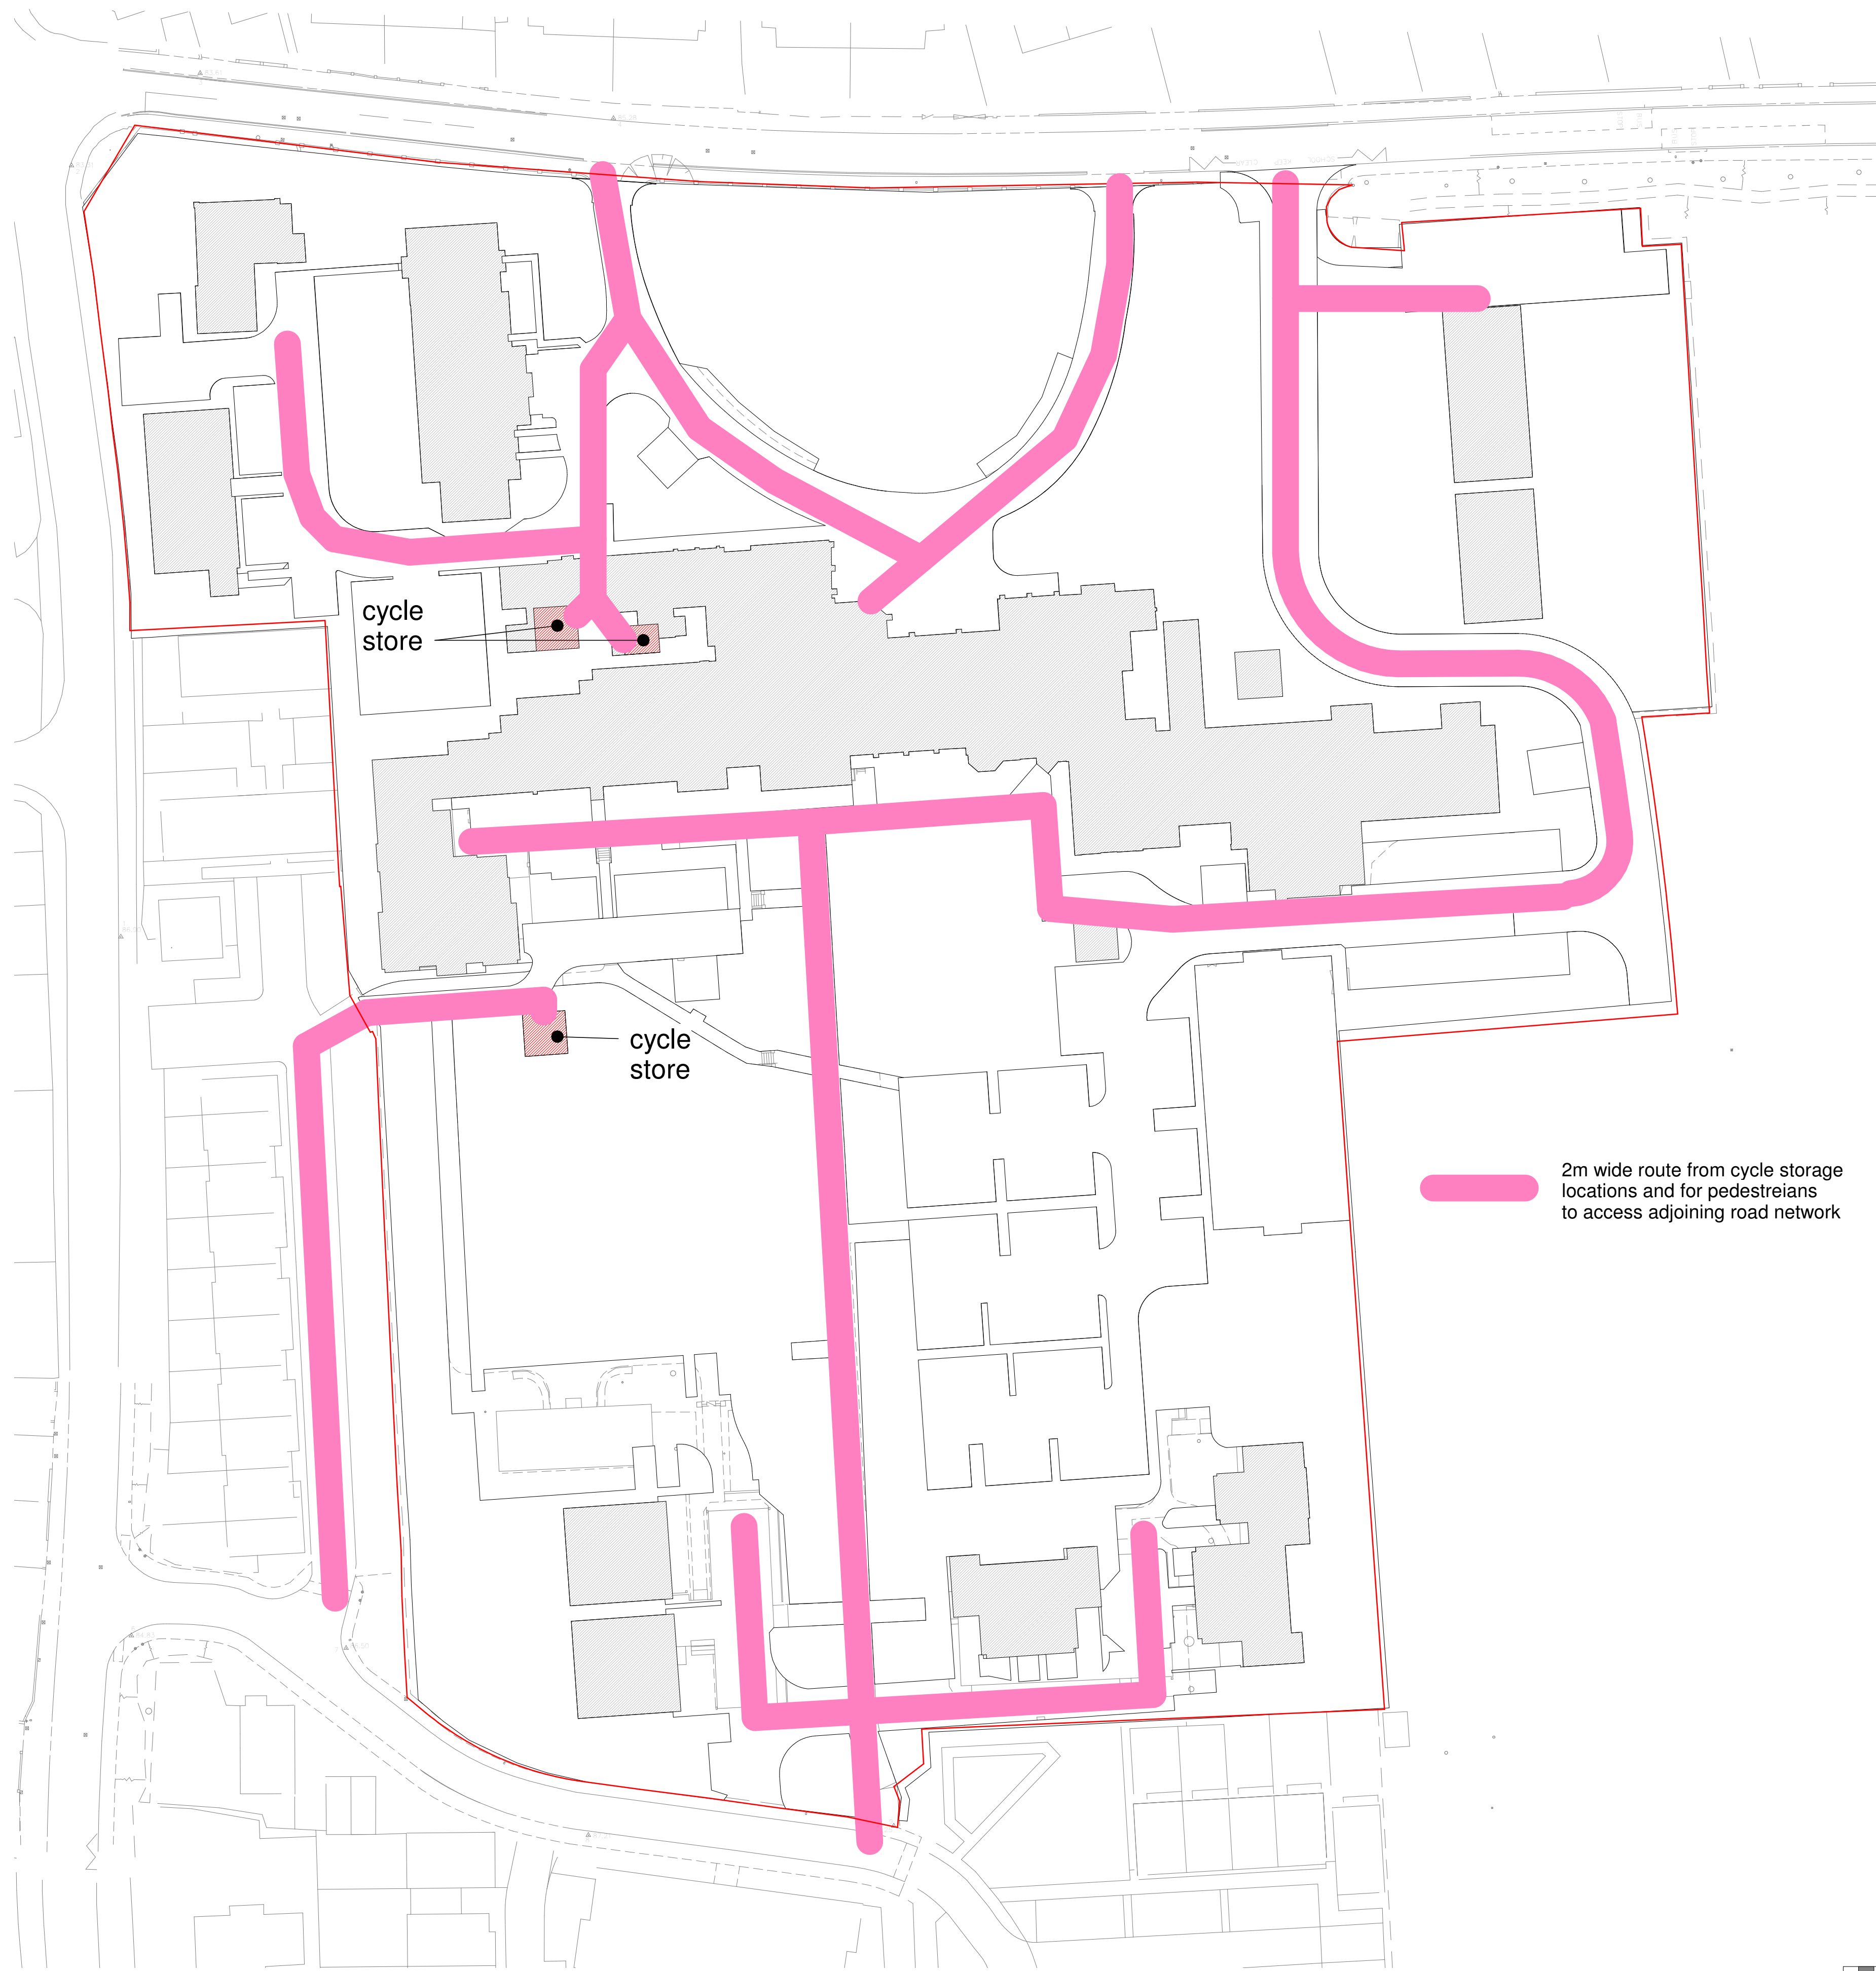 cycle
store
cycle
store
2m wide route from cycle storage
locations and for pedestreians
to access adjoining road network